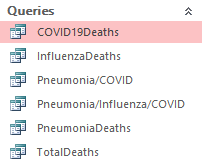 Queries
COVID19Deaths
InfluenzaDeaths
Pneumonia/COVID
Pneumonia/Influenza/COVID
PneumoniaDeaths
TotalDeaths